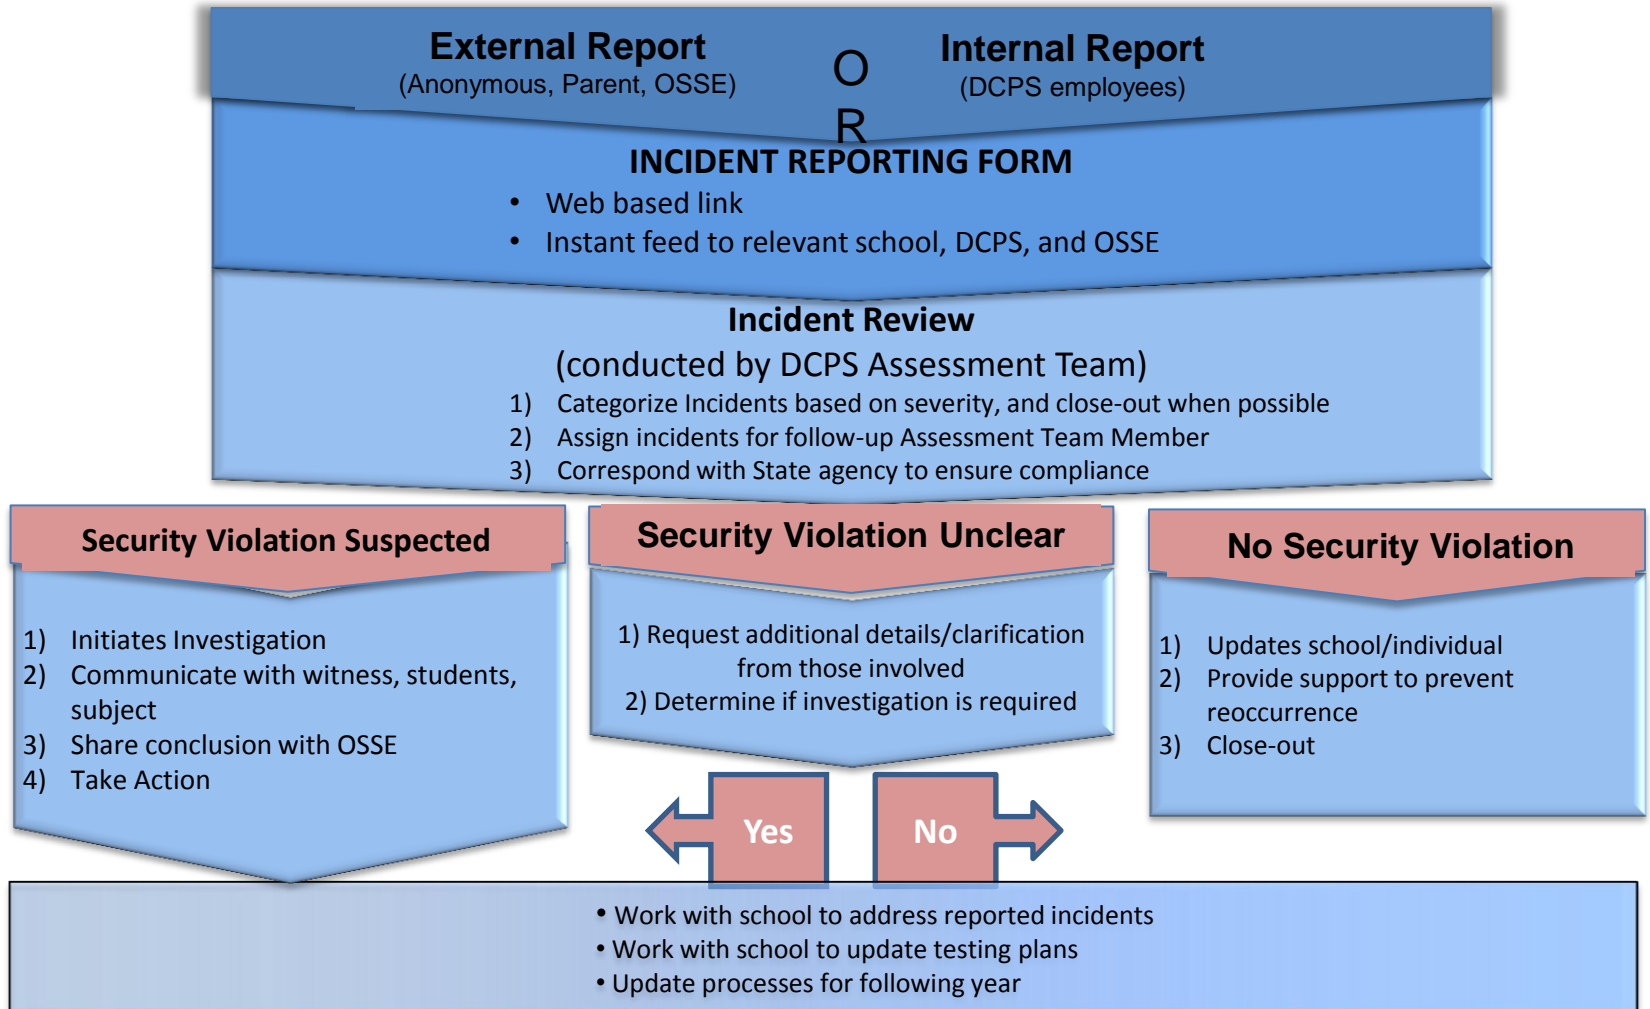 External Report
(Anonymous, Parent, OSSE)
O
R
Internal Report
(DCPS employees)
INCIDENT REPORTING FORM
• Web based link
• Instant feed to relevant school, DCPS, and OSSE
Incident Review
(conducted by DCPS Assessment Team)
1) Categorize Incidents based on severity, and close-out when possible
2) Assign incidents for follow-up Assessment Team Member
3) Correspond with State agency to ensure compliance
Security Violation Suspected
1) Initiates Investigation
2) Communicate with witness, students,
subject
3) Share conclusion with OSSE
4) Take Action
Security Violation Unclear
1) Request additional details/clarification
from those involved
2) Determine if investigation is required
Yes
No
No Security Violation
1) Updates school/individual
2) Provide support to prevent
reoccurrence
3) Close-out
• Work with school to address reported incidents
• Work with school to update testing plans
• Update processes for following year